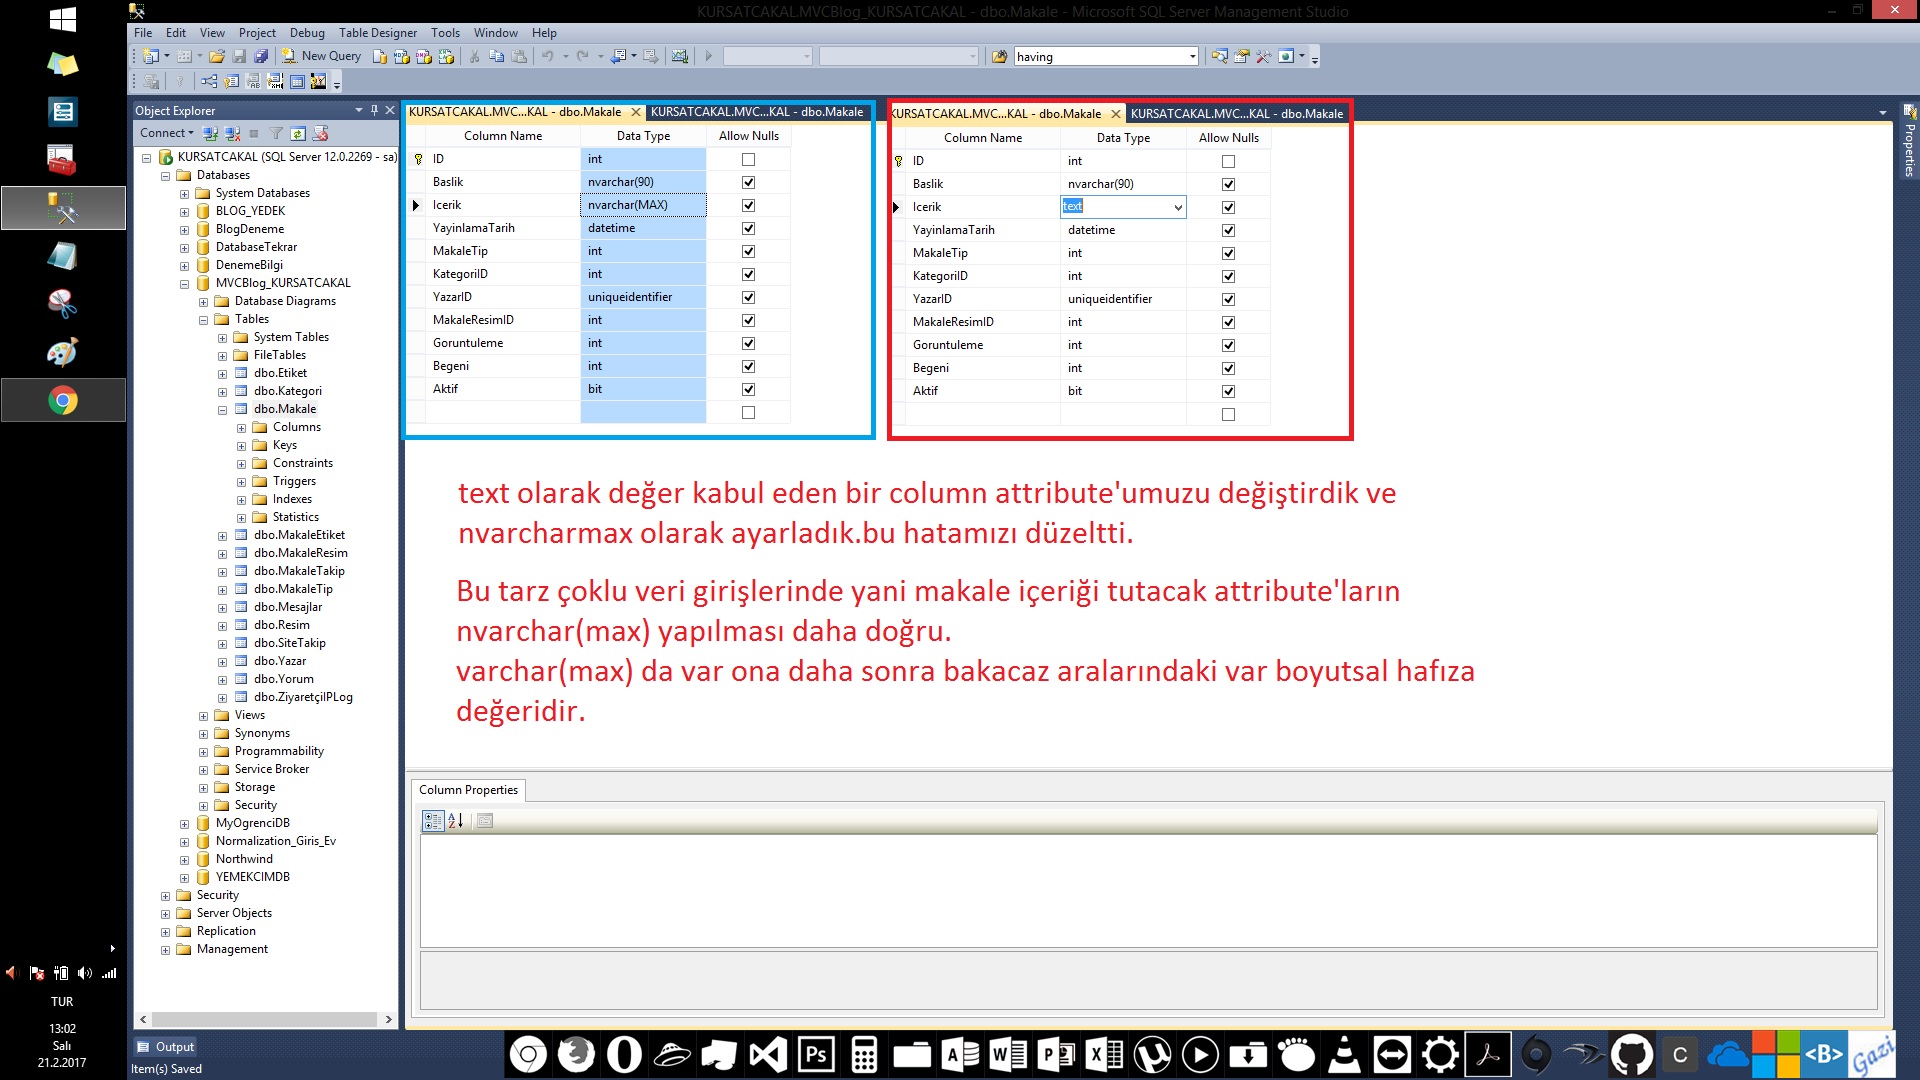 KURSATCAKAL.MVCBlog_KURSATCAKAL - dbo.Makale - Microsoft SQL Server Management Studio
File Edit View Project Debug Table Designer Tools Window Help
New Query
having
Object Explorer
Connect
KURSATCAKAL (SQL Server 12.0.2269 - sa)
Databases
System Databases
BLOG_YEDEK
BlogDeneme
DatabaseTekrar
DenemeBilgi
MVCBlog_KURSATCAKAL
Database Diagrams
Tables
System Tables
FileTables
dbo.Etiket
dbo.Kategori
dbo.Makale
Columns
Keys
Constraints
Triggers
Indexes
Statistics
dbo.MakaleEtiket
dbo.MakaleResim
dbo.MakaleTakip
dbo.MakaleTip
dbo.Mesajlar
dbo.Resim
dbo.SiteTakip
dbo.Yazar
dbo.Yorum
dbo.ZiyaretçiIPLog
Views
Synonyms
Programmability
Service Broker
Storage
Security
MyOgrenciDB
Normalization_Giris_Ev
Northwind
YEMEKCIMDB
Security
Server Objects
Replication
Management
KURSATCAKAL.MVC...KAL - dbo.Makale KURSATCAKAL.MVC...KAL - dbo.Makale
Column Name Data Type Allow Nulls
ID int
Baslik nvarchar(90)
Icerik nvarchar(MAX)
YayinlamaTarih datetime
MakaleTip int
KategoriID int
YazarID uniqueidentifier
MakaleResimID int
Goruntuleme int
Begeni int
Aktif bit
KURSATCAKAL.MVC...KAL - dbo.Makale KURSATCAKAL.MVC...KAL - dbo.Makale
Column Name Data Type Allow Nulls
ID int
Baslik nvarchar(90)
Icerik text
YayinlamaTarih datetime
MakaleTip int
KategoriID int
YazarID uniqueidentifier
MakaleResimID int
Goruntuleme int
Begeni int
Aktif bit
Properties
text olarak değer kabul eden bir column attribute'umuzu değiştirdik ve
nvarcharmax olarak ayarladık.bu hatamızı düzeltti.
Bu tarz çoklu veri girişlerinde yani makale içeriği tutacak attribute'ların
nvarchar(max) yapılması daha doğru.
varchar(max) da var ona daha sonra bakacaz aralarındaki var boyutsal hafıza
değeridir.
Column Properties
Output
Item(s) Saved
TUR
13:02
Salı
21.2.2017
Ps
C
<B>
Gazi